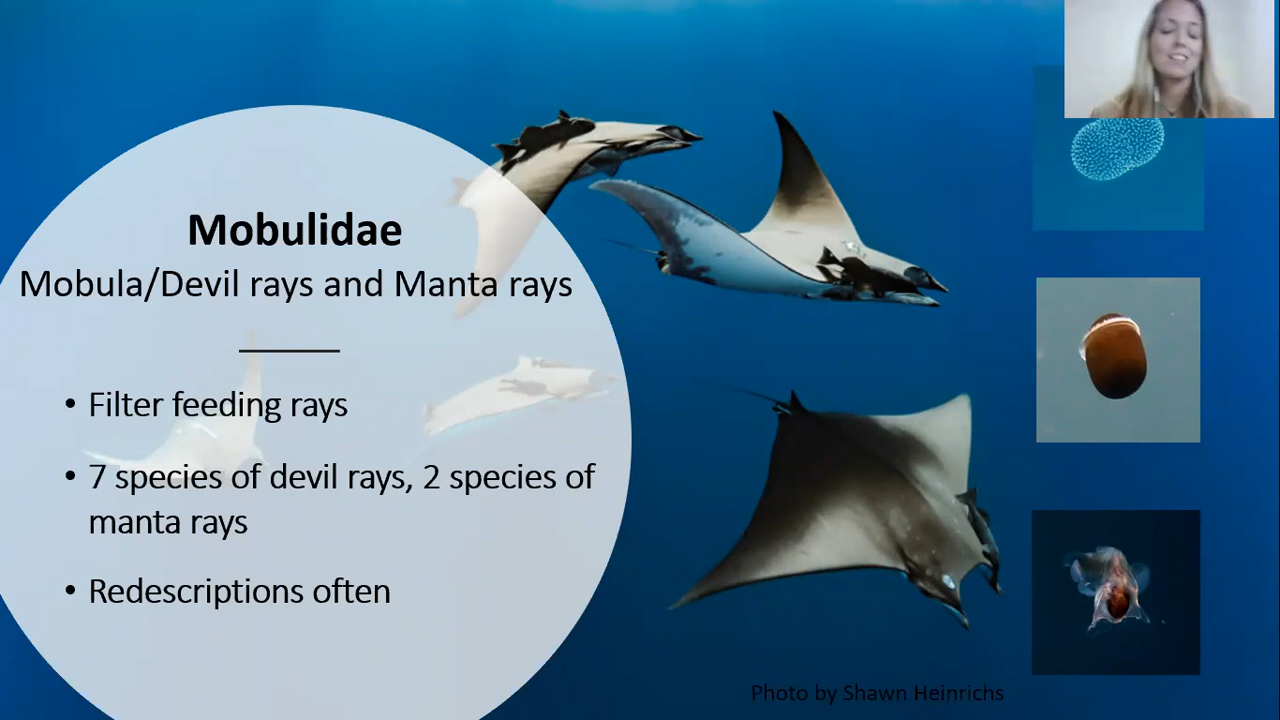 Mobulidae
Mobula/Devil rays and Manta rays
• Filter feeding rays
• 7 species of devil rays, 2 species of
manta rays
• Redescriptions often
Photo by Shawn Heinrichs